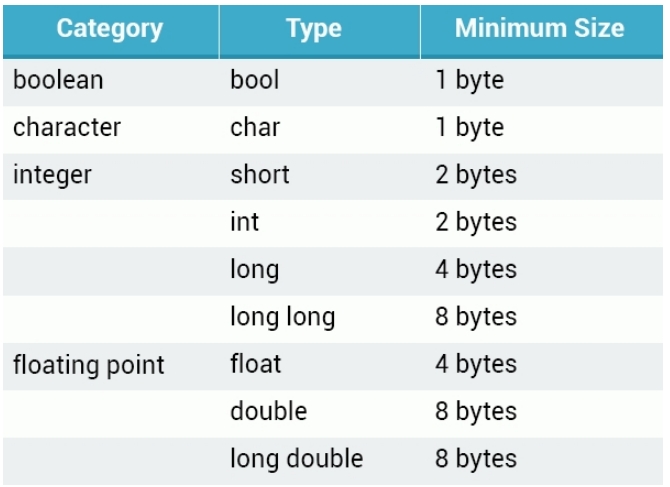 Category Type Minimum Size
boolean bool 1 byte
character char 1 byte
integer short 2 bytes
int 2 bytes
long 4 bytes
long long 8 bytes
floating point float 4 bytes
double 8 bytes
long double 8 bytes